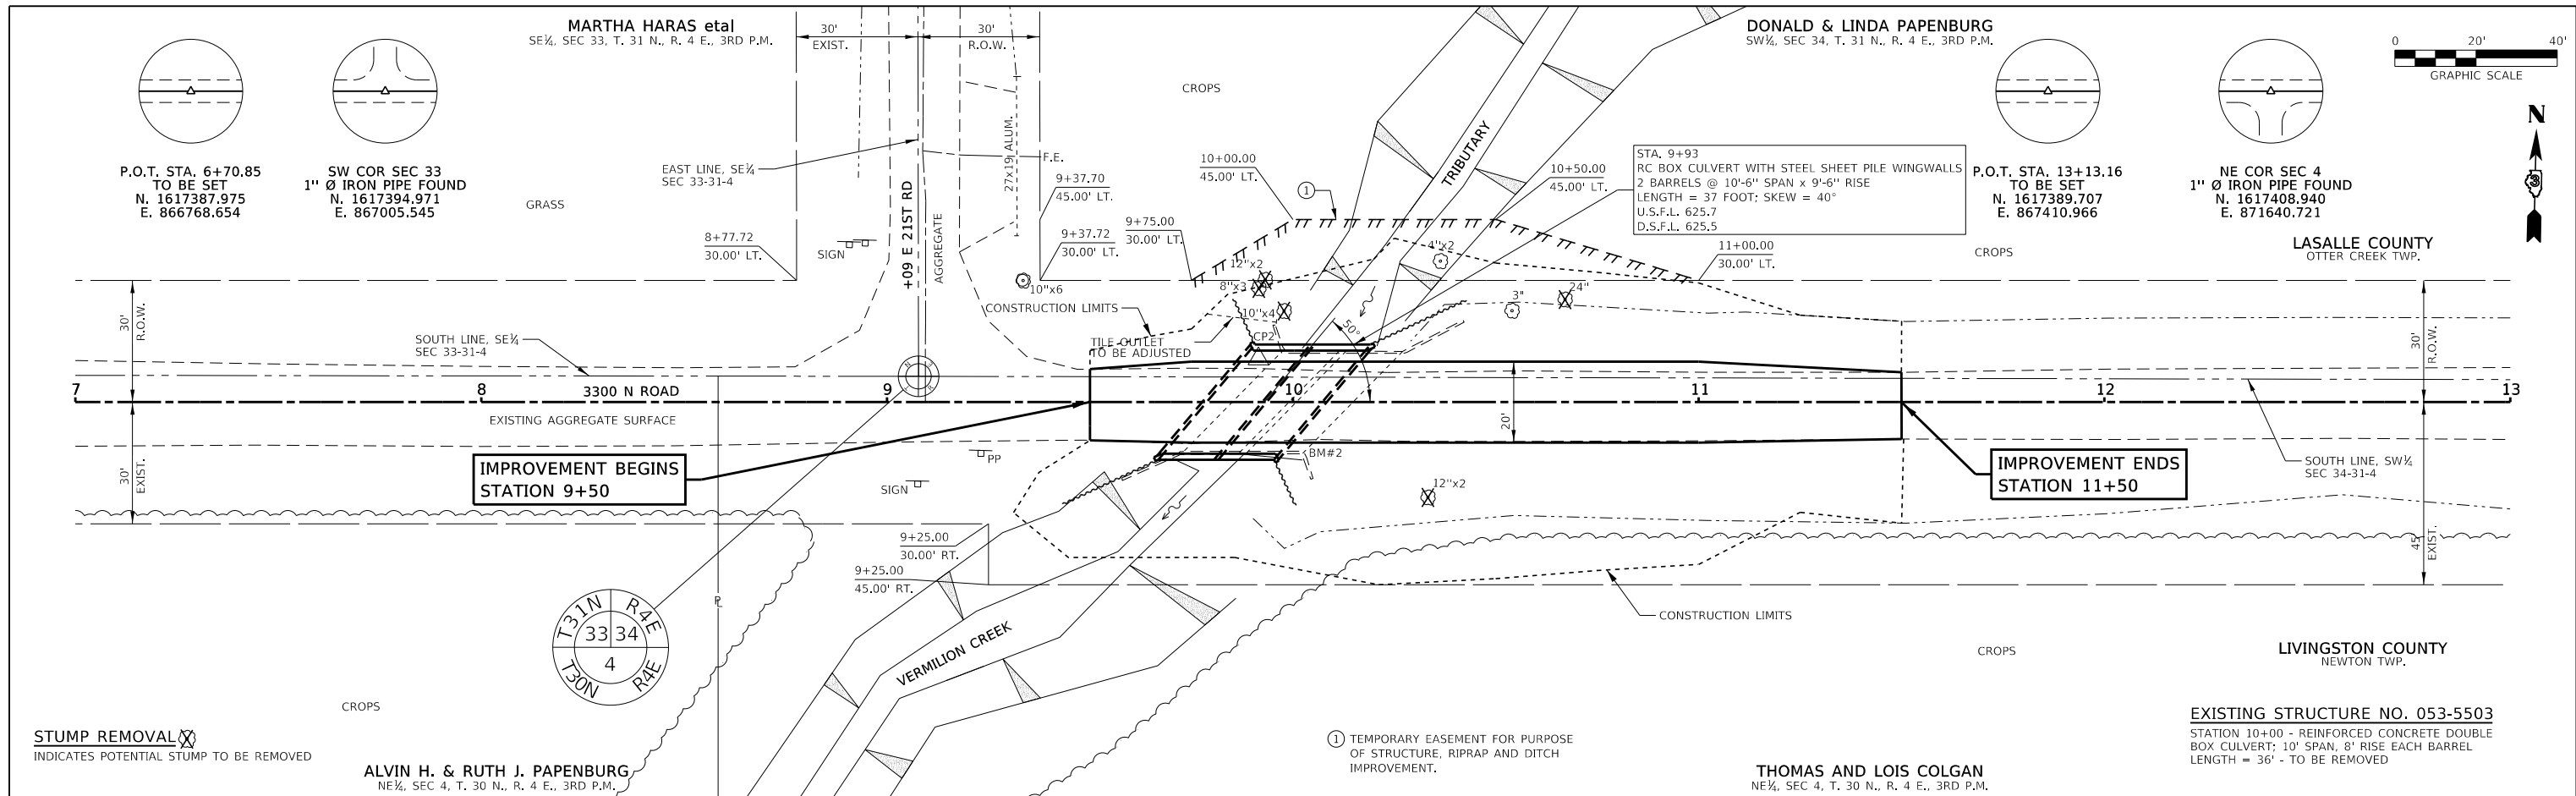 MARTHA HARAS etal
SE¼, SEC 33, T. 31 N., R. 4 E., 3RD P.M.
30'
EXIST.
30'
R.O.W.
DONALD & LINDA PAPENBURG
SW¼, SEC 34, T. 31 N., R. 4 E., 3RD P.M.
0 20' 40'
GRAPHIC SCALE
N
3
P.O.T. STA. 6+70.85
TO BE SET
N. 1617387.975
E. 866768.654
SW COR SEC 33
1" Ø IRON PIPE FOUND
N. 1617394.971
E. 867005.545
GRASS
EAST LINE, SE¼
SEC 33-31-4
8+77.72
30.00' LT.
SIGN
+09 E 21ST RD
AGGREGATE
27x19 ALUM.
F.E.
9+37.70
45.00' LT.
9+37.72
30.00' LT.
9+75.00
30.00' LT.
CROPS
10+00.00
45.00' LT.
1
TRIBUTARY
10+50.00
45.00' LT.
STA. 9+93
RC BOX CULVERT WITH STEEL SHEET PILE WINGWALLS
2 BARRELS @ 10'-6" SPAN x 9'-6" RISE
LENGTH = 37 FOOT; SKEW = 40°
U.S.F.L. 625.7
D.S.F.L. 625.5
11+00.00
30.00' LT.
P.O.T. STA. 13+13.16
TO BE SET
N. 1617389.707
E. 867410.966
NE COR SEC 4
1" Ø IRON PIPE FOUND
N. 1617408.940
E. 871640.721
CROPS
LASALLE COUNTY
OTTER CREEK TWP.
10"x6
12"x2
8"x3
10"x4
4"x2
3"
24"
CONSTRUCTION LIMITS
TILE OUTLET
TO BE ADJUSTED
CP2
50°
30'
R.O.W.
SOUTH LINE, SE¼
SEC 33-31-4
30'
R.O.W.
7 8 3300 N ROAD 9 10 11 12 13
EXISTING AGGREGATE SURFACE
20'
30'
EXIST.
IMPROVEMENT BEGINS
STATION 9+50
PP
SIGN
BM#2
12"x2
IMPROVEMENT ENDS
STATION 11+50
SOUTH LINE, SW¼
SEC 34-31-4
45'
EXIST.
9+25.00
30.00' RT.
9+25.00
45.00' RT.
PL
T31N R4E
33 34
4
T30N R4E
VERMILION CREEK
CONSTRUCTION LIMITS
CROPS
LIVINGSTON COUNTY
NEWTON TWP.
CROPS
STUMP REMOVAL
INDICATES POTENTIAL STUMP TO BE REMOVED
ALVIN H. & RUTH J. PAPENBURG
NE¼, SEC 4, T. 30 N., R. 4 E., 3RD P.M.
1 TEMPORARY EASEMENT FOR PURPOSE
OF STRUCTURE, RIPRAP AND DITCH
IMPROVEMENT.
THOMAS AND LOIS COLGAN
NE¼, SEC 4, T. 30 N., R. 4 E., 3RD P.M.
EXISTING STRUCTURE NO. 053-5503
STATION 10+00 - REINFORCED CONCRETE DOUBLE
BOX CULVERT; 10' SPAN, 8' RISE EACH BARREL
LENGTH = 36' - TO BE REMOVED